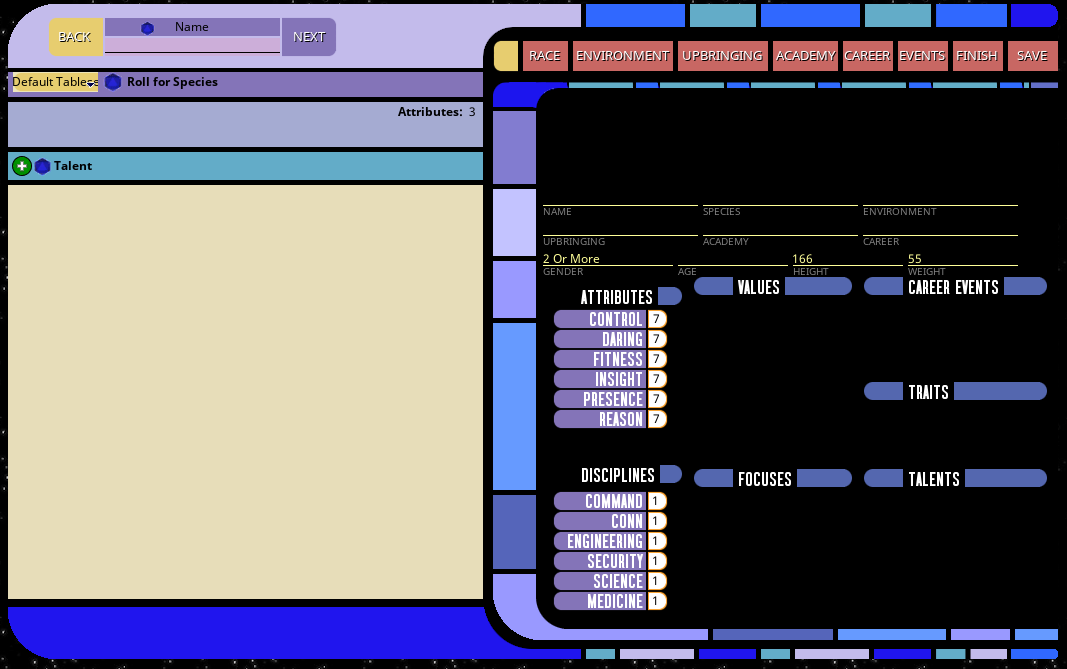 BACK
Name
NEXT
Default Tables
Roll for Species
Attributes: 3
Talent
RACE ENVIRONMENT UPBRINGING ACADEMY CAREER EVENTS FINISH SAVE
NAME SPECIES ENVIRONMENT
UPBRINGING ACADEMY CAREER
2 Or More 166 55
GENDER AGE HEIGHT WEIGHT
ATTRIBUTES VALUES CAREER EVENTS
CONTROL 7
DARING 7
FITNESS 7
INSIGHT 7
PRESENCE 7
REASON 7
TRAITS
DISCIPLINES FOCUSES TALENTS
COMMAND 1
CONN 1
ENGINEERING 1
SECURITY 1
SCIENCE 1
MEDICINE 1